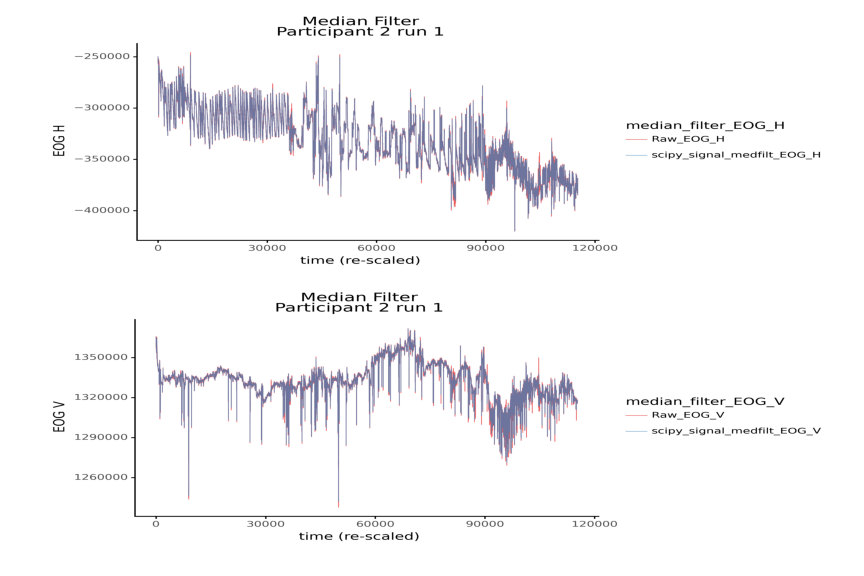 Median Filter
Participant 2 run 1
−250000
−300000
−350000
−400000
EOG H
0 30000 60000 90000 120000
time (re-scaled)
median_filter_EOG_H
Raw_EOG_H
scipy_signal_medfilt_EOG_H
Median Filter
Participant 2 run 1
1350000
1320000
1290000
1260000
EOG V
0 30000 60000 90000 120000
time (re-scaled)
median_filter_EOG_V
Raw_EOG_V
scipy_signal_medfilt_EOG_V